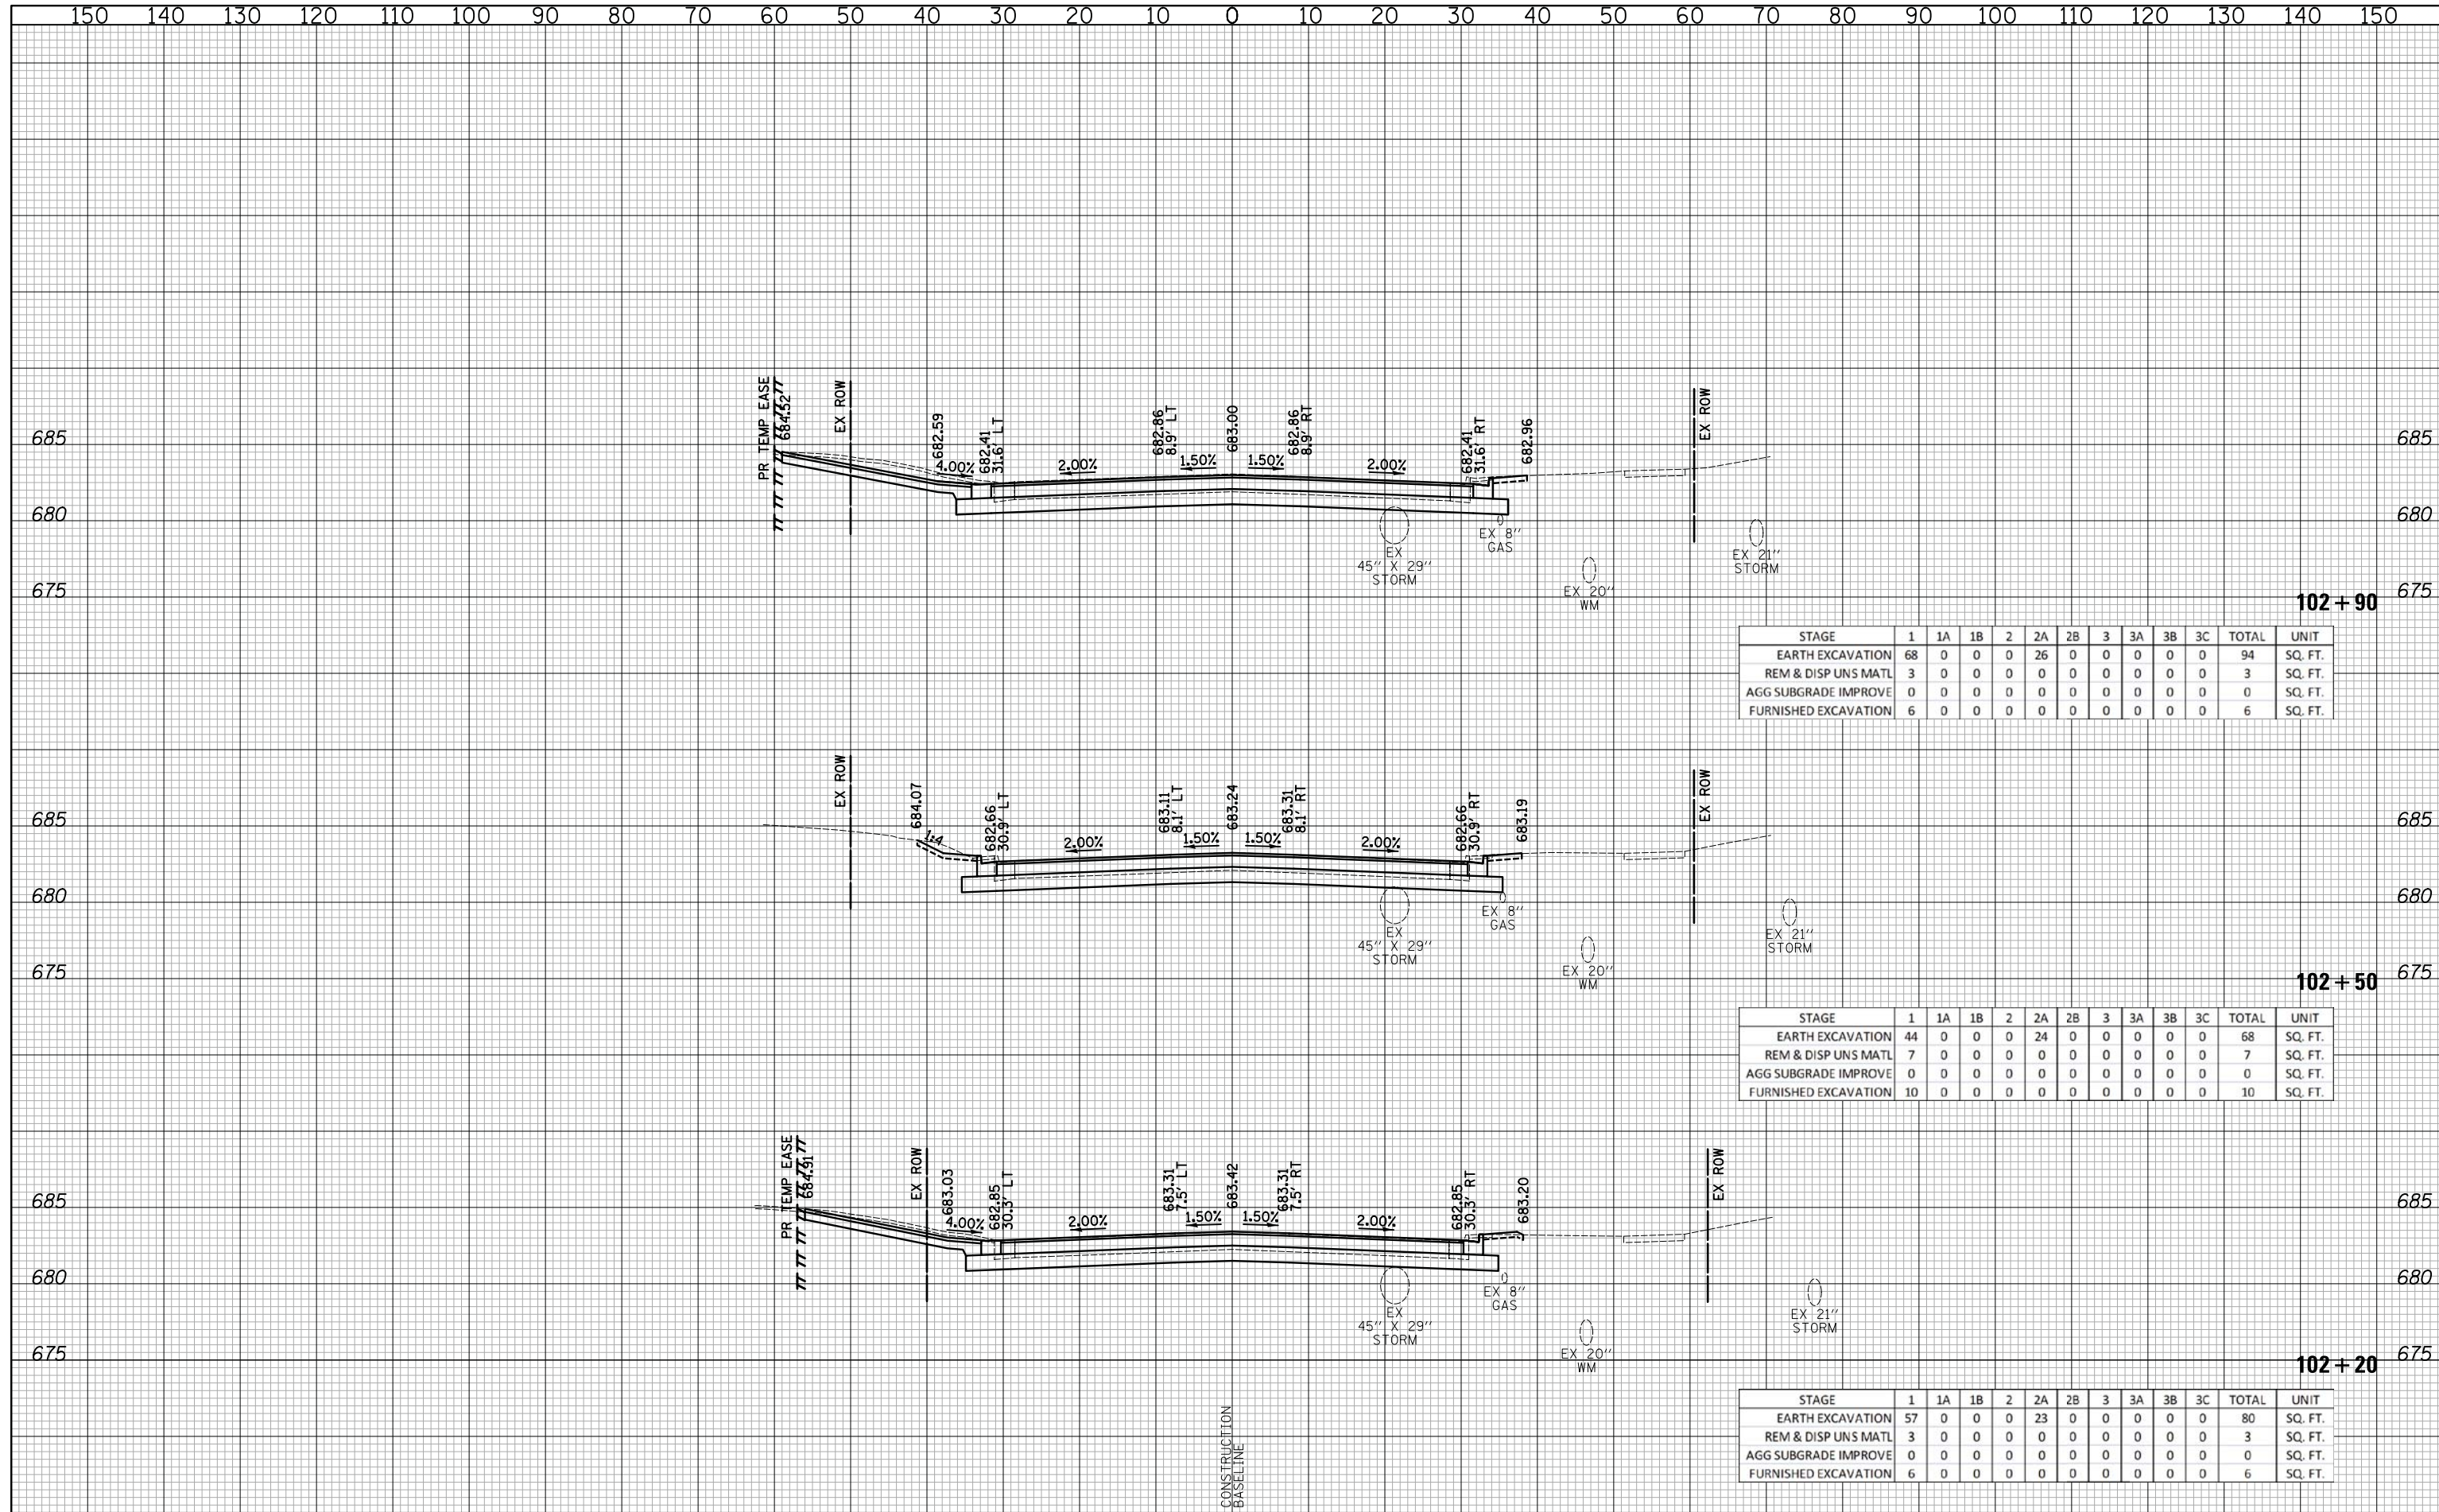 150 140 130 120 110 100 90 80 70 60 50 40 30 20 10 0 10 20 30 40 50 60 70 80 90 100 110 120 130 140 150
PR TEMP EASE
684.52
EX ROW
682.59
682.41
31.6' LT
682.86
8.9' LT
683.00
682.86
8.9' RT
682.41
31.6' RT
682.96
EX ROW
685 685
4.00% 2.00% 1.50% 1.50% 2.00%
680 680
EX
45" X 29"
STORM
EX 8"
GAS
EX 20"
WM
EX 21"
STORM
675 675
102+90
STAGE 1 1A 1B 2 2A 2B 3 3A 3B 3C TOTAL UNIT
EARTH EXCAVATION 68 0 0 0 26 0 0 0 0 0 94 SQ. FT.
REM & DISP UNS MATL 3 0 0 0 0 0 0 0 0 0 3 SQ. FT.
AGG SUBGRADE IMPROVE 0 0 0 0 0 0 0 0 0 0 0 SQ. FT.
FURNISHED EXCAVATION 6 0 0 0 0 0 0 0 0 0 6 SQ. FT.
EX ROW
684.07
682.66
30.9' LT
683.11
8.1' LT
683.24
683.31
8.1' RT
682.66
30.9' RT
683.19
EX ROW
685 685
1:4 2.00% 1.50% 1.50% 2.00%
680 680
EX
45" X 29"
STORM
EX 8"
GAS
EX 20"
WM
EX 21"
STORM
675 675
102+50
STAGE 1 1A 1B 2 2A 2B 3 3A 3B 3C TOTAL UNIT
EARTH EXCAVATION 44 0 0 0 24 0 0 0 0 0 68 SQ. FT.
REM & DISP UNS MATL 7 0 0 0 0 0 0 0 0 0 7 SQ. FT.
AGG SUBGRADE IMPROVE 0 0 0 0 0 0 0 0 0 0 0 SQ. FT.
FURNISHED EXCAVATION 10 0 0 0 0 0 0 0 0 0 10 SQ. FT.
PR TEMP EASE
684.91
EX ROW
683.03
682.85
30.3' LT
683.31
7.5' LT
683.42
683.31
7.5' RT
682.85
30.3' RT
683.20
EX ROW
685 685
4.00% 2.00% 1.50% 1.50% 2.00%
680 680
EX
45" X 29"
STORM
EX 8"
GAS
EX 20"
WM
EX 21"
STORM
675 675
102+20
STAGE 1 1A 1B 2 2A 2B 3 3A 3B 3C TOTAL UNIT
EARTH EXCAVATION 57 0 0 0 23 0 0 0 0 0 80 SQ. FT.
REM & DISP UNS MATL 3 0 0 0 0 0 0 0 0 0 3 SQ. FT.
AGG SUBGRADE IMPROVE 0 0 0 0 0 0 0 0 0 0 0 SQ. FT.
FURNISHED EXCAVATION 6 0 0 0 0 0 0 0 0 0 6 SQ. FT.
CONSTRUCTION
BASELINE